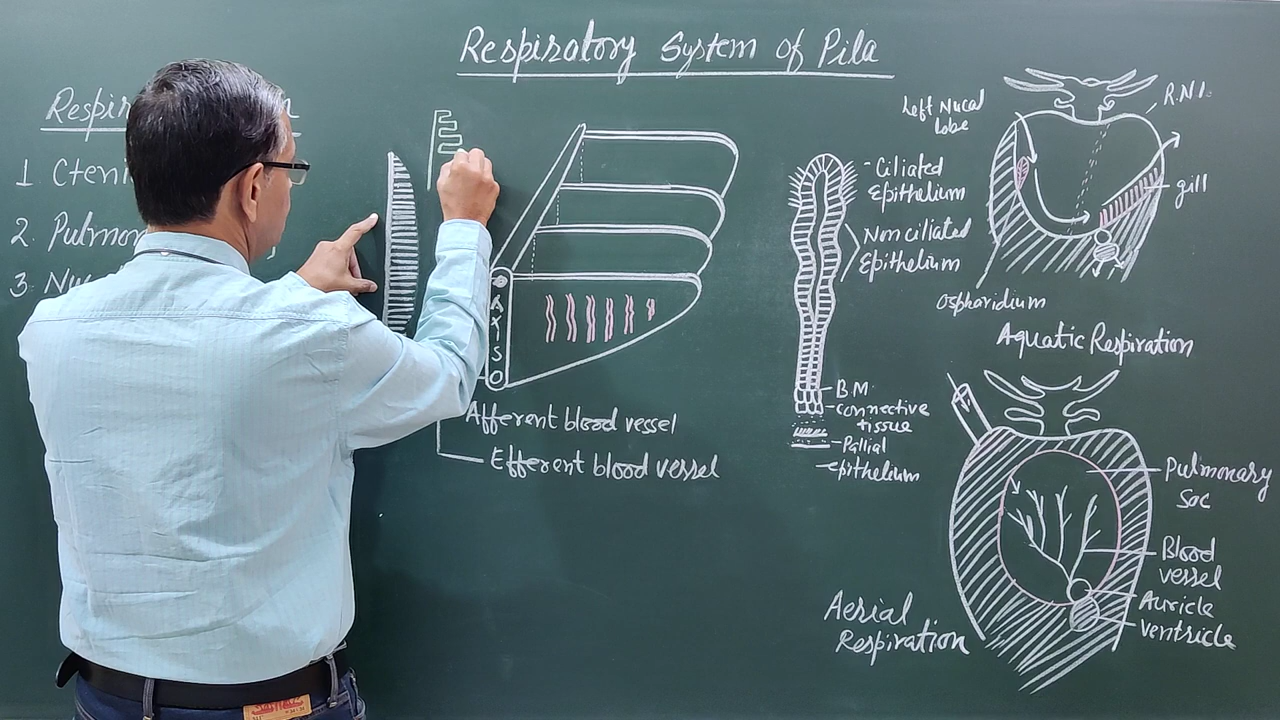 Respiratory System of Pila
Respir
1 Cteni
2. Pulmon
3. Nu
AXIS
Afferent blood vessel
Efferent blood vessel
Ciliated
Epithelium
Non ciliated
Epithelium
BM
connective
tissue
Pallial
epithelium
Left Nucal
lobe
R.N.L.
gill
Ospharidium
Aquatic Respiration
Pulmonary
Sac
Blood
vessel
Auricle
ventricle
Aerial
Respiration